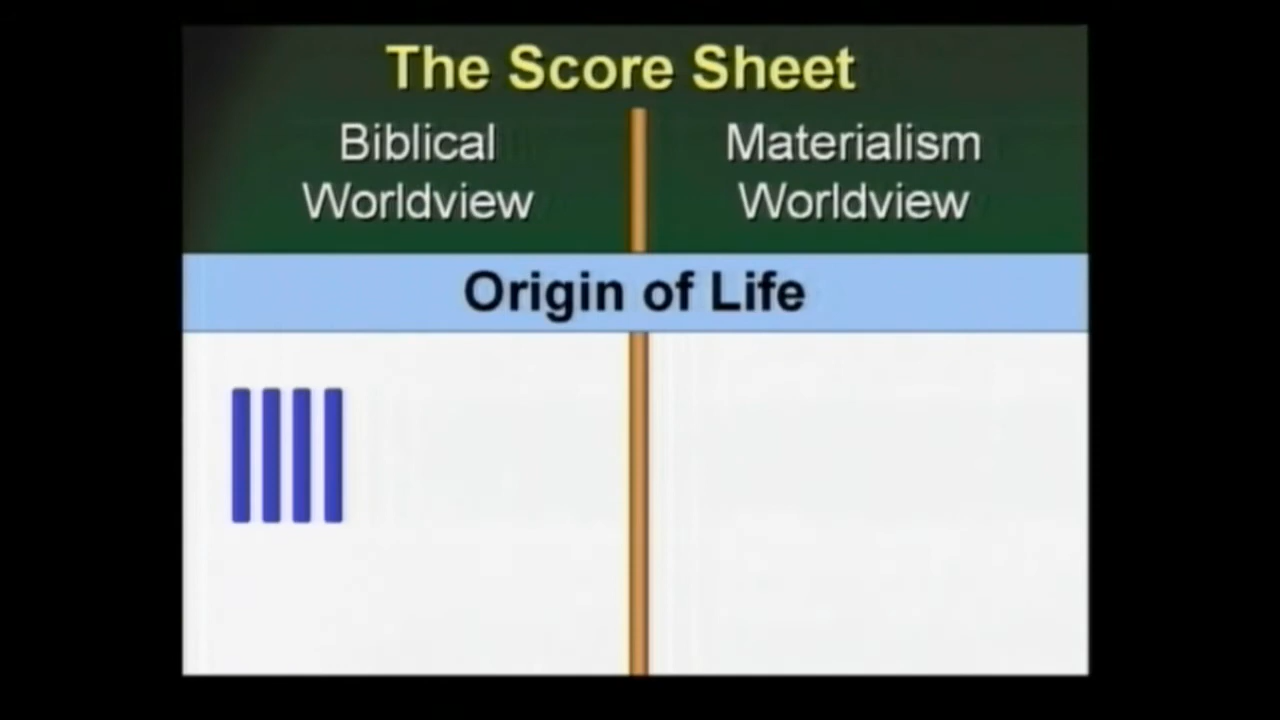 The Score Sheet
Biblical
Worldview
Materialism
Worldview
Origin of Life